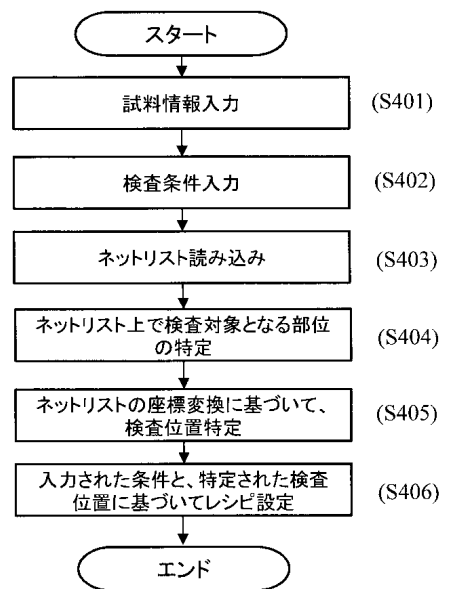 スタート
試料情報入力 (S401)
検査条件入力 (S402)
ネットリスト読み込み (S403)
ネットリスト上で検査対象となる部位
の特定 (S404)
ネットリストの座標変換に基づいて、
検査位置特定 (S405)
入力された条件と、特定された検査
位置に基づいてレシピ設定 (S406)
エンド